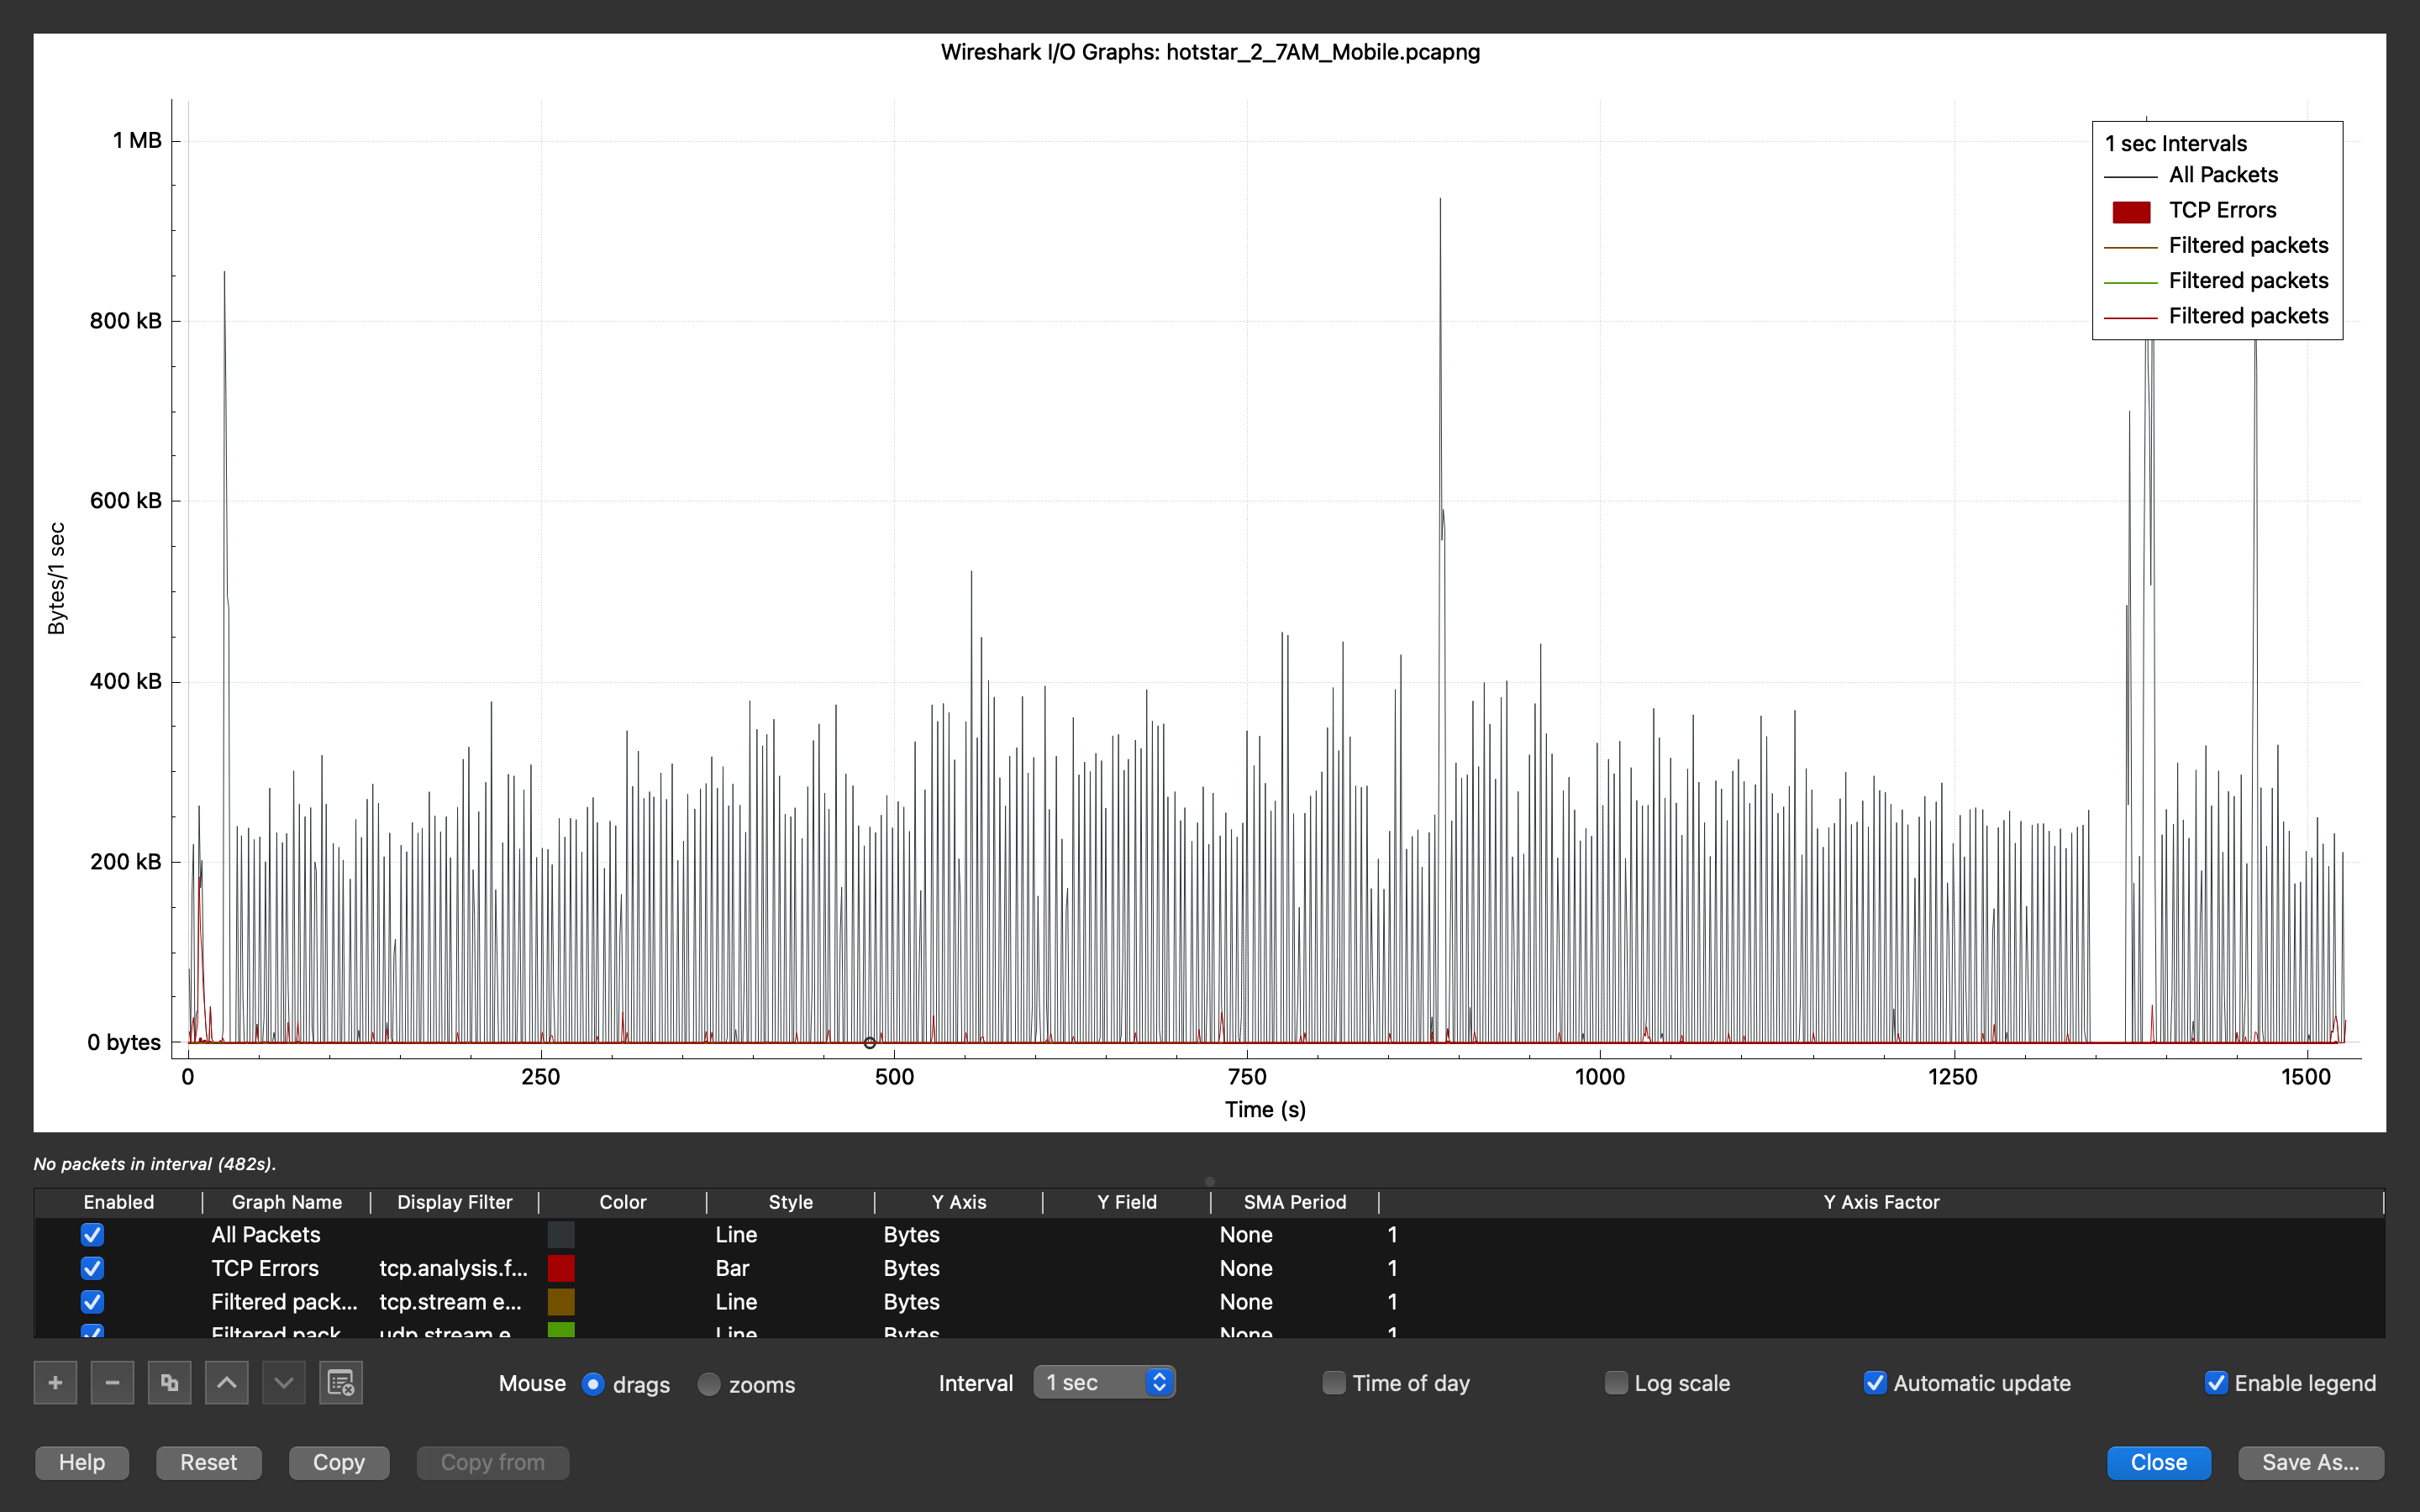 Wireshark I/O Graphs: hotstar_2_7AM_Mobile.pcapng
1 MB
800 kB
600 kB
400 kB
200 kB
0 bytes
Bytes/1 sec
1 sec Intervals
All Packets
TCP Errors
Filtered packets
Filtered packets
Filtered packets
0 250 500 750 1000 1250 1500
Time (s)
No packets in interval (482s).
Enabled Graph Name Display Filter Color Style Y Axis Y Field SMA Period Y Axis Factor
All Packets Line Bytes None 1
TCP Errors tcp.analysis.f... Bar Bytes None 1
Filtered pack... tcp.stream e... Line Bytes None 1
Filtered pack... udp.stream e... Line Bytes None 1
Mouse drags zooms Interval 1 sec Time of day Log scale Automatic update Enable legend
Help Reset Copy Copy from Close Save As...